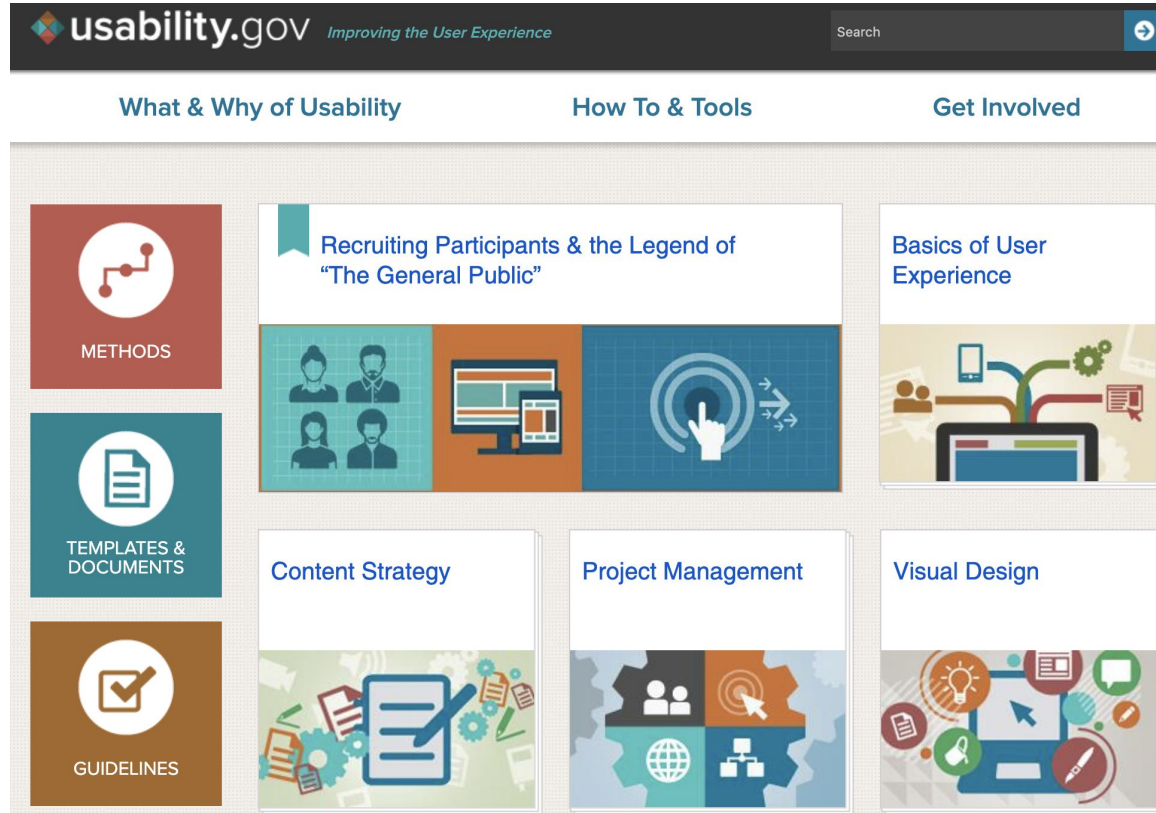 usability.gov Improving the User Experience
Search
What & Why of Usability
How To & Tools
Get Involved
METHODS
TEMPLATES &
DOCUMENTS
GUIDELINES
Recruiting Participants & the Legend of
“The General Public”
Basics of User
Experience
Content Strategy
Project Management
Visual Design